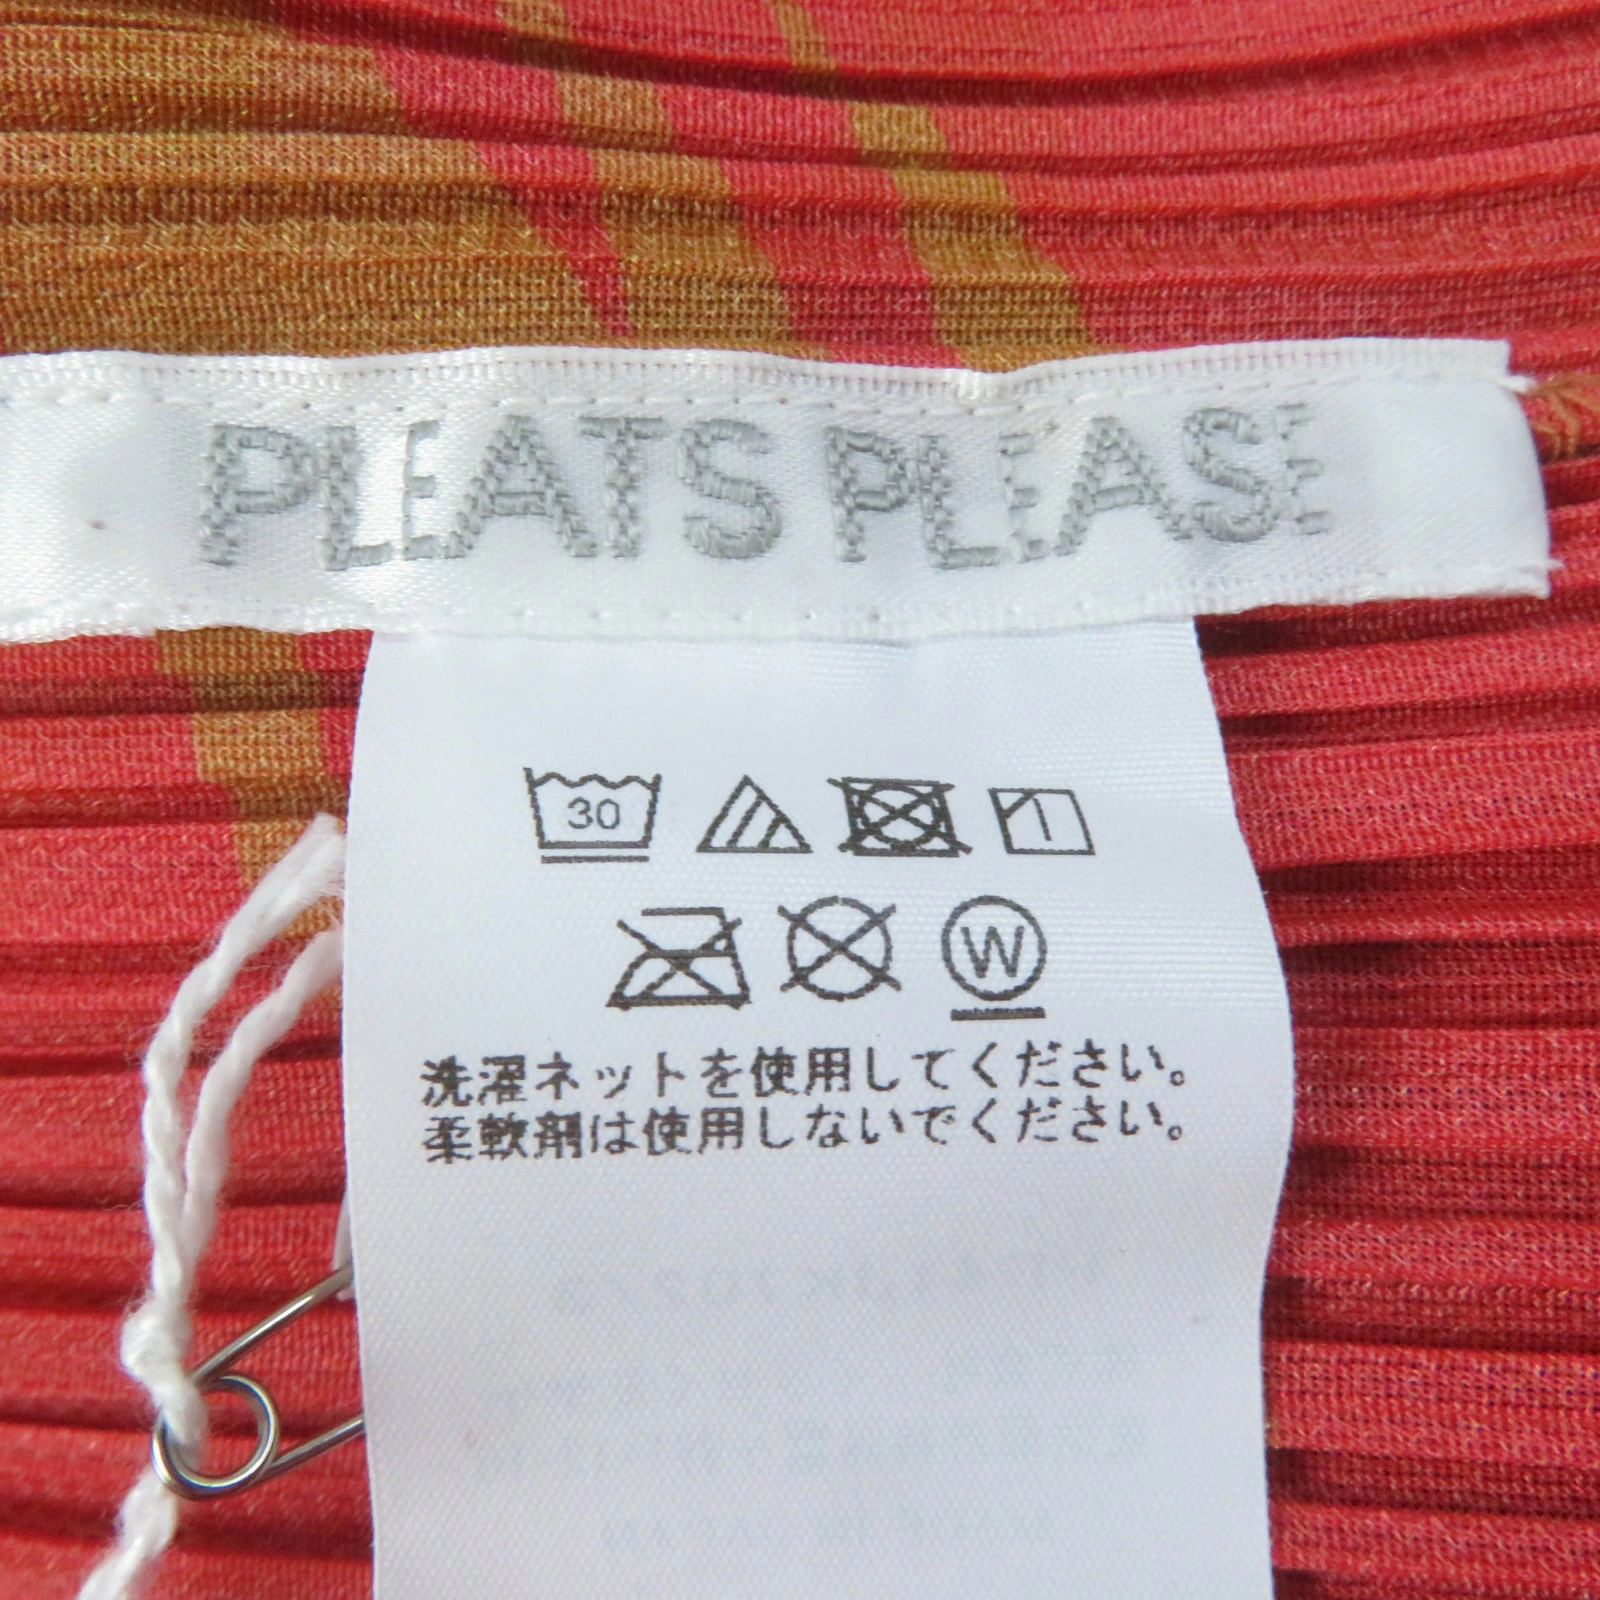 PLEATS PLEASE
30
W
洗濯ネットを使用してください。
柔軟剤は使用しないでください。